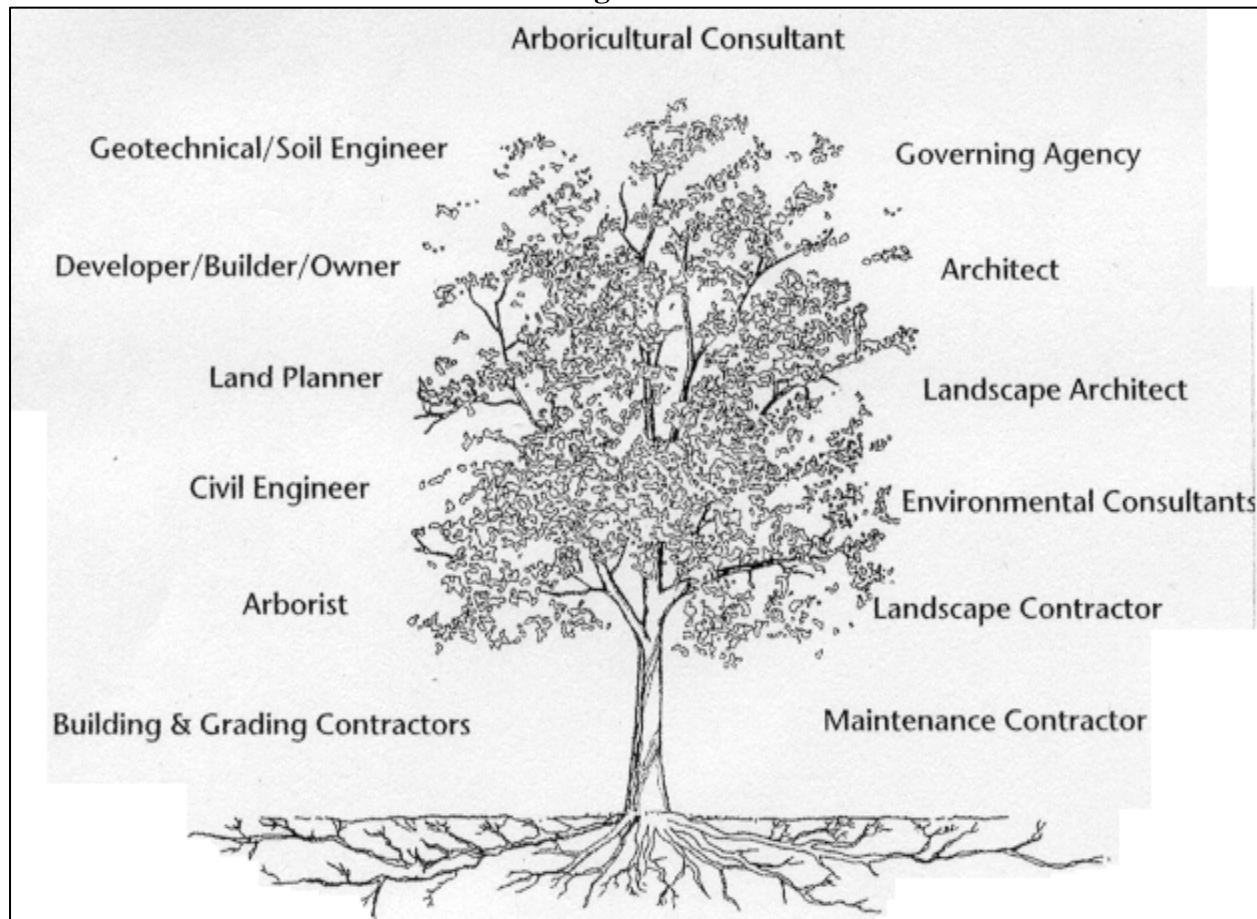 Arboricultural Consultant
Geotechnical/Soil Engineer
Governing Agency
Developer/Builder/Owner
Architect
Land Planner
Landscape Architect
Civil Engineer
Environmental Consultants
Arborist
Landscape Contractor
Building & Grading Contractors
Maintenance Contractor